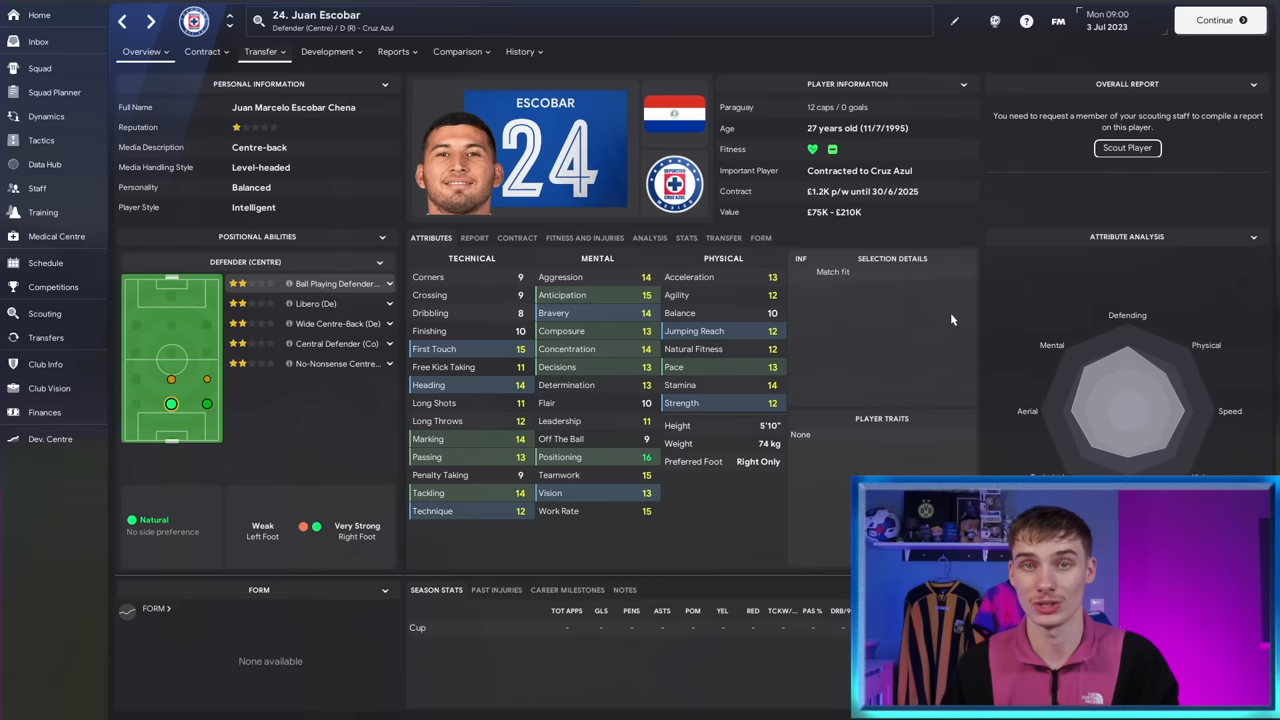 Home
Inbox
Squad
Squad Planner
Dynamics
Tactics
Data Hub
Staff
Training
Medical Centre
Schedule
Competitions
Scouting
Transfers
Club Info
Club Vision
Finances
Dev. Centre
24. Juan Escobar
Defender (Centre) / D (R) - Cruz Azul
FM
Mon 09:00
3 Jul 2023
Continue
Overview
Contract
Transfer
Development
Reports
Comparison
History
PERSONAL INFORMATION
Full Name Juan Marcelo Escobar Chena
Reputation
Media Description Centre-back
Media Handling Style Level-headed
Personality Balanced
Player Style Intelligent
ESCOBAR
24
DEPORTIVO
CRUZ AZUL
MEXICO
PLAYER INFORMATION
Paraguay 12 caps / 0 goals
Age 27 years old (11/7/1995)
Fitness
Important Player Contracted to Cruz Azul
Contract £1.2K p/w until 30/6/2025
Value £75K - £210K
OVERALL REPORT
You need to request a member of your scouting staff to compile a report
on this player.
Scout Player
POSITIONAL ABILITIES
DEFENDER (CENTRE)
Ball Playing Defender...
Libero (De)
Wide Centre-Back (De)
Central Defender (Co)
No-Nonsense Centre...
Natural
No side preference
Weak
Left Foot
Very Strong
Right Foot
ATTRIBUTES REPORT CONTRACT FITNESS AND INJURIES ANALYSIS STATS TRANSFER FORM
TECHNICAL
Corners 9
Crossing 9
Dribbling 8
Finishing 10
First Touch 15
Free Kick Taking 11
Heading 14
Long Shots 11
Long Throws 12
Marking 14
Passing 13
Penalty Taking 9
Tackling 14
Technique 12
MENTAL
Aggression 14
Anticipation 15
Bravery 14
Composure 13
Concentration 14
Decisions 13
Determination 13
Flair 10
Leadership 11
Off The Ball 9
Positioning 16
Teamwork 15
Vision 13
Work Rate 15
PHYSICAL
Acceleration 13
Agility 12
Balance 10
Jumping Reach 12
Natural Fitness 12
Pace 13
Stamina 14
Strength 12
Height 5'10"
Weight 74 kg
Preferred Foot Right Only
INF SELECTION DETAILS
Match fit
PLAYER TRAITS
None
ATTRIBUTE ANALYSIS
Defending
Mental
Physical
Aerial
Speed
FORM
FORM
None available
SEASON STATS PAST INJURIES CAREER MILESTONES NOTES
TOT APPS GLS PENS ASTS POM YEL RED TCKW/... PAS % DRB/9
Cup - - - - - - - - - -